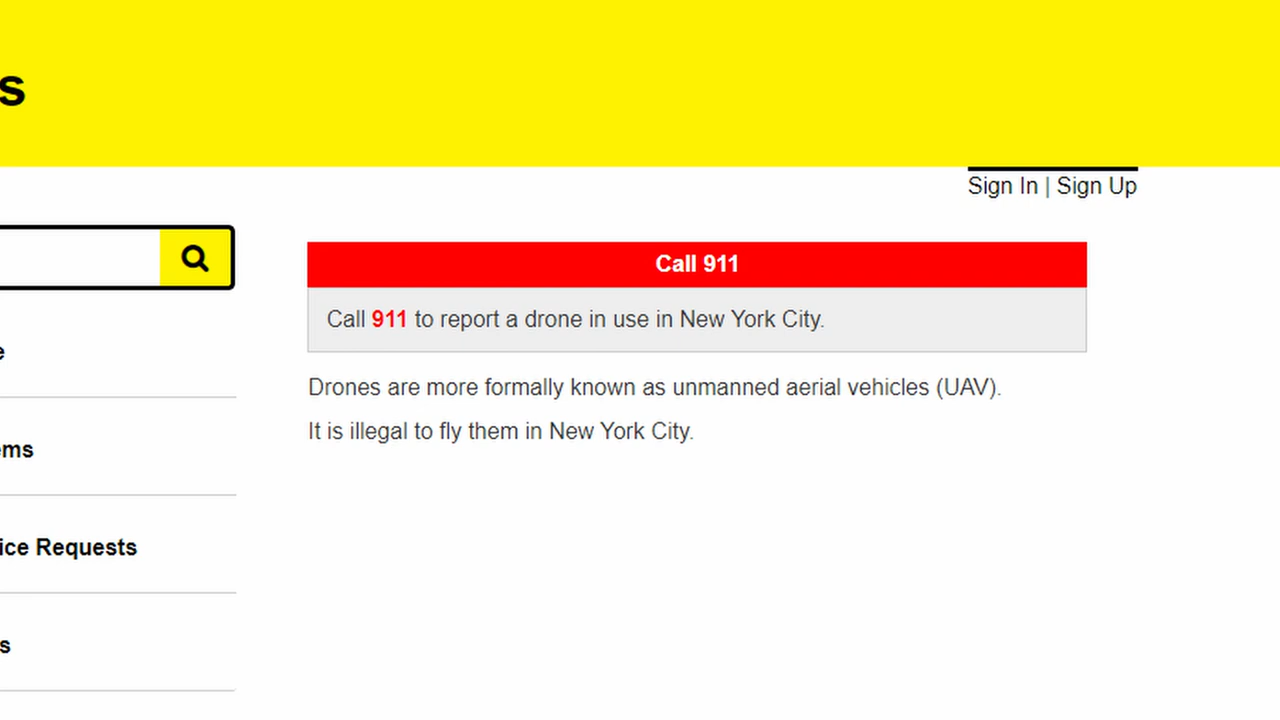 s
Sign In | Sign Up
Call 911
Call 911 to report a drone in use in New York City.
e
Drones are more formally known as unmanned aerial vehicles (UAV).
It is illegal to fly them in New York City.
ems
ice Requests
s